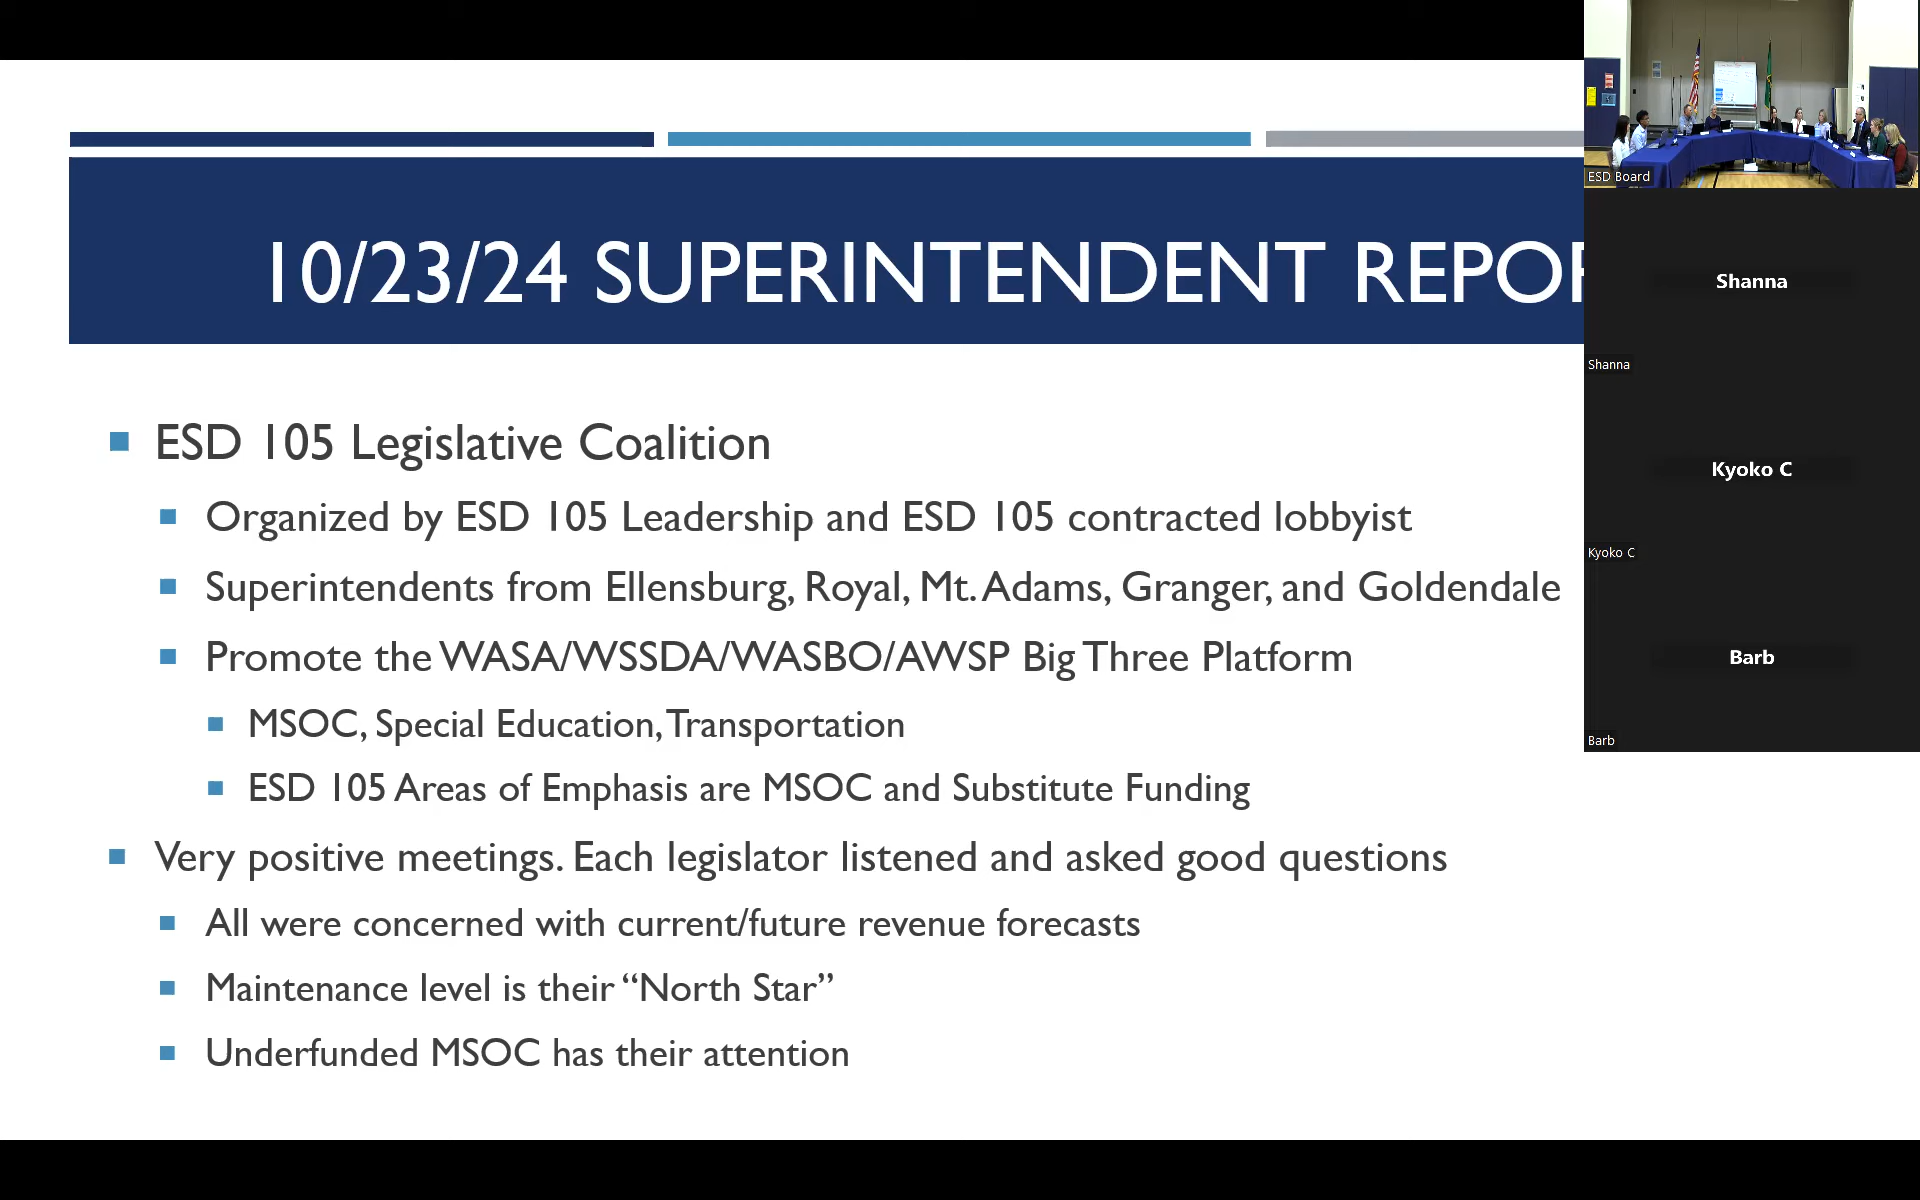 10/23/24 SUPERINTENDENT REPOR
ESD 105 Legislative Coalition
Organized by ESD 105 Leadership and ESD 105 contracted lobbyist
Superintendents from Ellensburg, Royal, Mt. Adams, Granger, and Goldendale
Promote the WASA/WSSDA/WASBO/AWSP Big Three Platform
MSOC, Special Education, Transportation
ESD 105 Areas of Emphasis are MSOC and Substitute Funding
Very positive meetings. Each legislator listened and asked good questions
All were concerned with current/future revenue forecasts
Maintenance level is their “North Star”
Underfunded MSOC has their attention
ESD Board
Shanna
Shanna
Kyoko C
Kyoko C
Barb
Barb